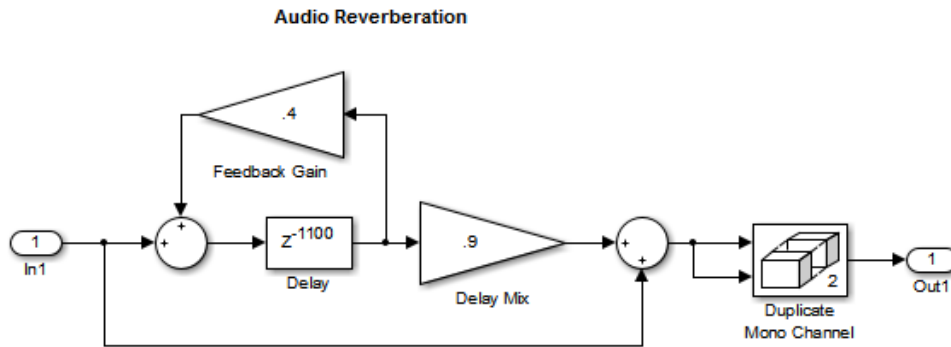 Audio Reverberation
.4
Feedback Gain
+
+
1
In1
z-1100
Delay
.9
Delay Mix
+
+
2
Duplicate
Mono Channel
1
Out1